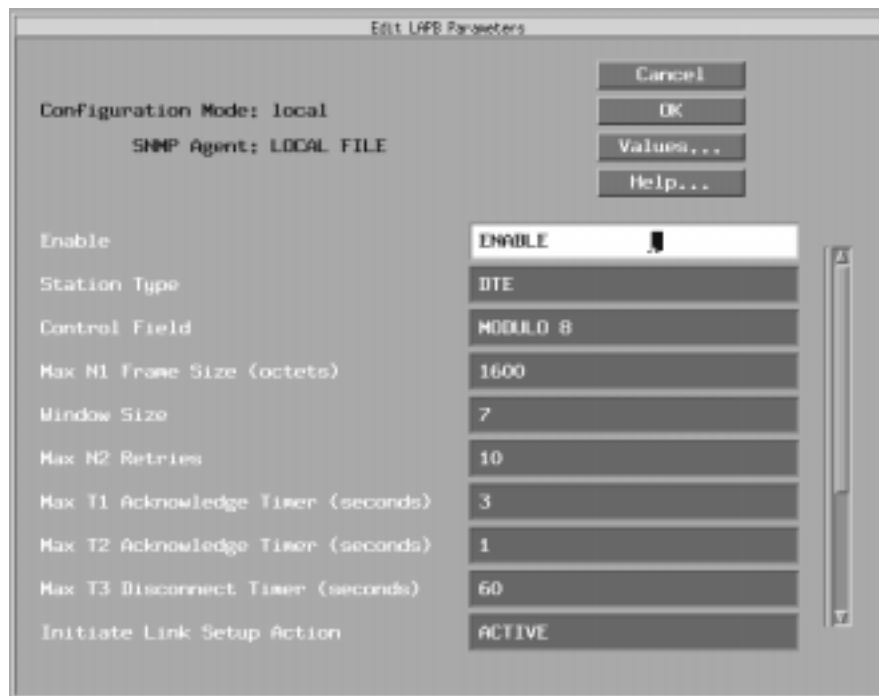 Edit LAPB Parameters
Cancel
Configuration Mode: local
OK
SNMP Agent: LOCAL FILE
Values...
Help...
Enable
ENABLE
Station Type
DTE
Control Field
MODULO 8
Max N1 Frame Size (octets)
1600
Window Size
7
Max N2 Retries
10
Max T1 Acknowledge Timer (seconds)
3
Max T2 Acknowledge Timer (seconds)
1
Max T3 Disconnect Timer (seconds)
60
Initiate Link Setup Action
ACTIVE